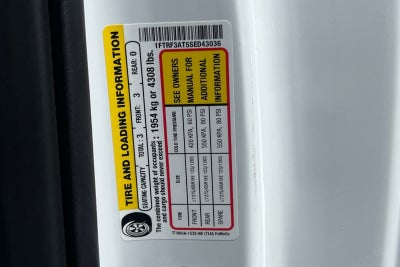 1FTRF3AT5SED43036
TIRE AND LOADING INFORMATION
SEATING CAPACITY TOTAL: 3 FRONT: 3 REAR: 0
The combined weight of occupants
and cargo should never exceed : 1954 kg or 4308 lbs.
TIRE SIZE COLD TIRE PRESSURE
FRONT 420 KPA, 60 PSI
REAR 550 KPA, 80 PSI
SPARE 550 KPA, 80 PSI
SEE OWNERS
MANUAL FOR
ADDITIONAL
INFORMATION